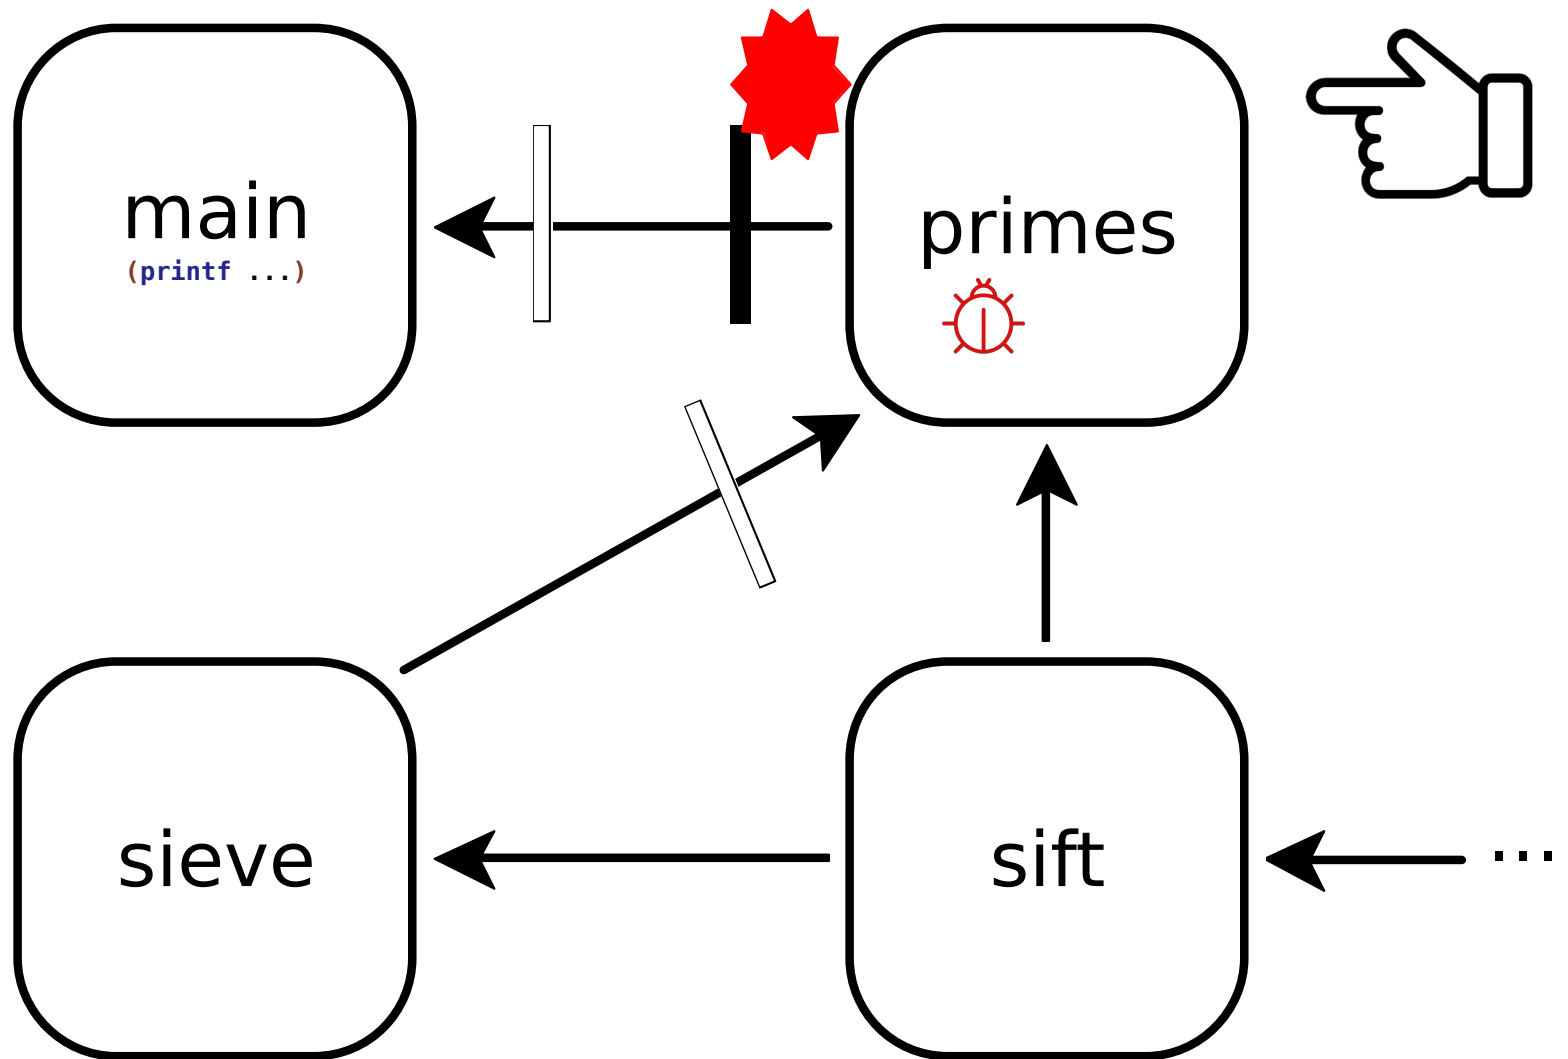 main
(printf ...)
primes
sieve
sift
...